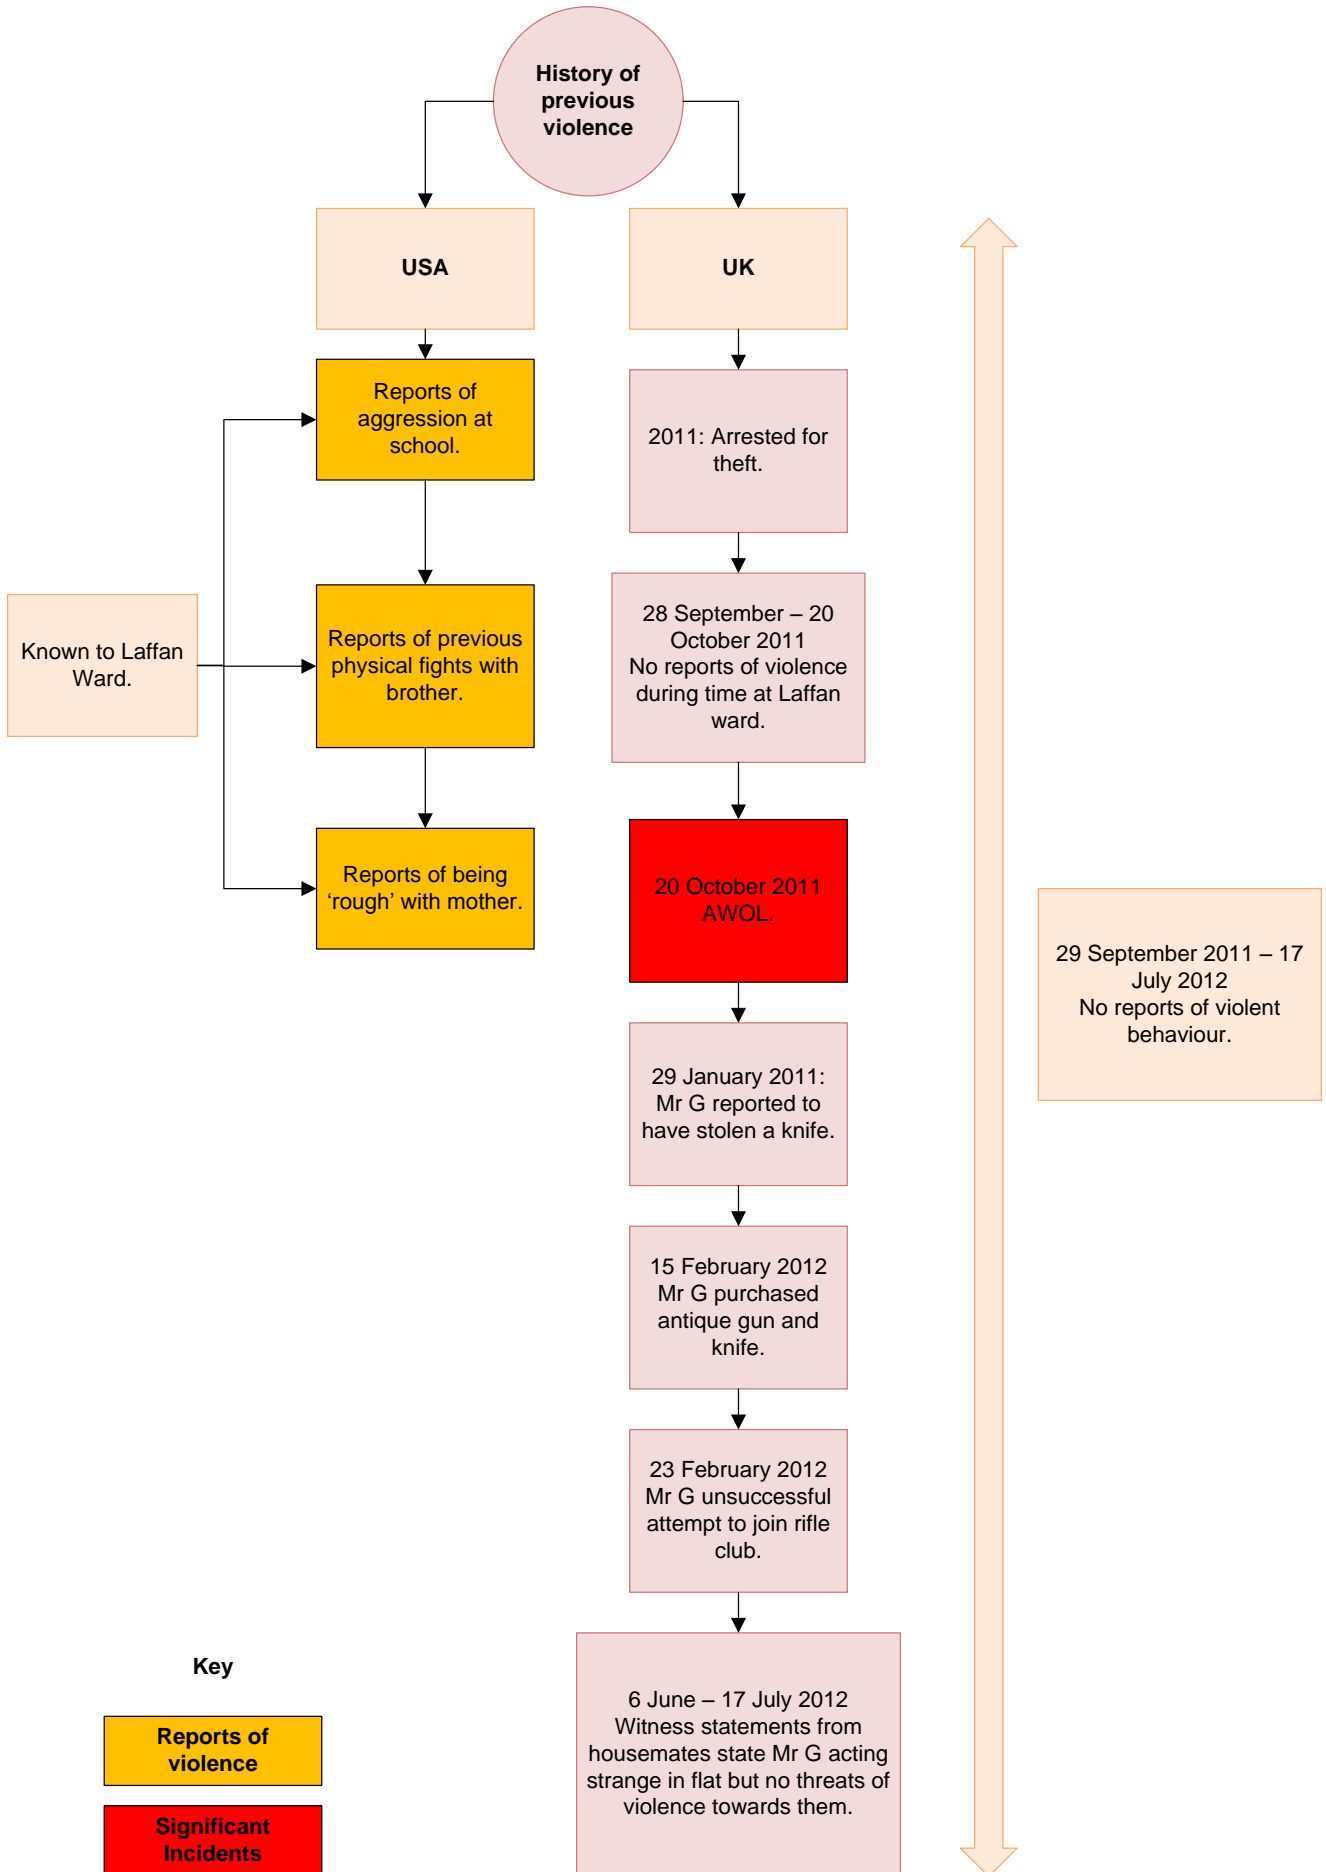 History of
previous
violence
USA
UK
Reports of
aggression at
school.
2011: Arrested for
theft.
Known to Laffan
Ward.
Reports of previous
physical fights with
brother.
28 September – 20
October 2011
No reports of violence
during time at Laffan
ward.
Reports of being
‘rough’ with mother.
20 October 2011
AWOL.
29 September 2011 – 17
July 2012
No reports of violent
behaviour.
29 January 2011:
Mr G reported to
have stolen a knife.
15 February 2012
Mr G purchased
antique gun and
knife.
23 February 2012
Mr G unsuccessful
attempt to join rifle
club.
6 June – 17 July 2012
Witness statements from
housemates state Mr G acting
strange in flat but no threats of
violence towards them.
Key
Reports of
violence
Significant
Incidents